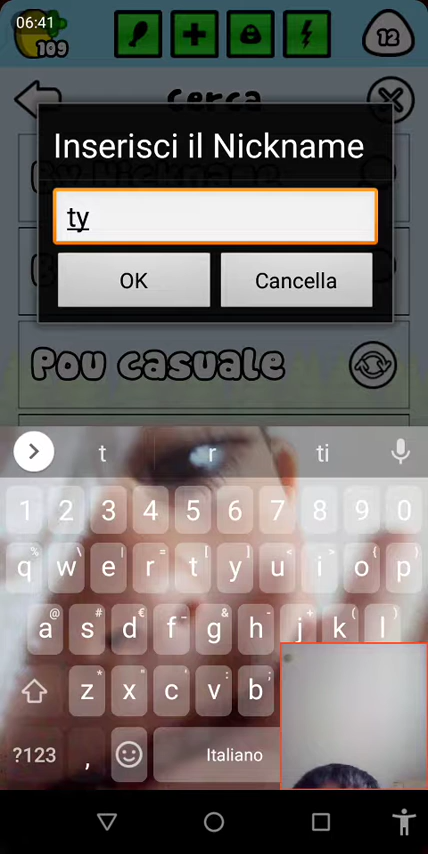 06:41
109
12
Cerca
Inserisci il Nickname
ty
OK
Cancella
Pou casuale
t r ti
1 2 3 4 5 6 7 8 9 0
q w e r t y u i o p
% \ | = [ ] < > { }
a s d f g h j k l
@ # € _ & - + ( )
z x c v b
* " ' : ;
?123 , Italiano